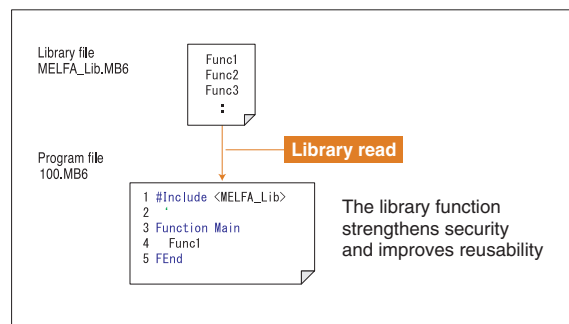 Library file
MELFA_Lib.MB6
Func1
Func2
Func3
:
Library read
Program file
100.MB6
1 #Include <MELFA_Lib>
2 '
3 Function Main
4 Func1
5 FEnd
The library function
strengthens security
and improves reusability